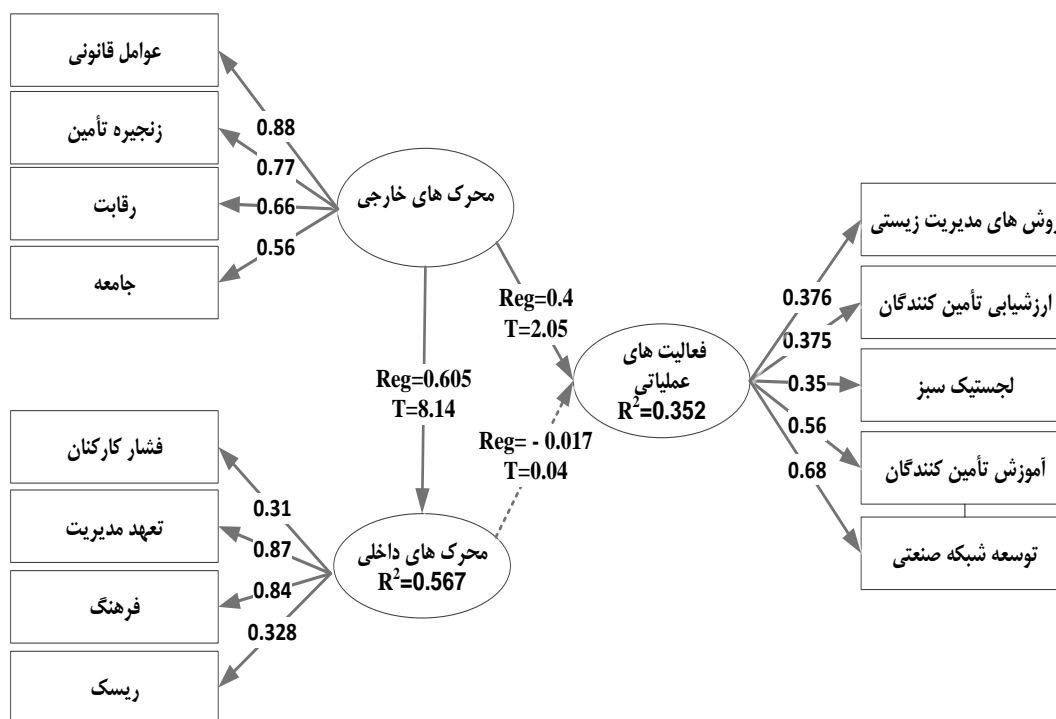 عوامل قانونی
زنجیره تأمین
رقابت
جامعه
0.88
0.77
0.66
0.56
محرک های خارجی
Reg=0.4
T=2.05
Reg=0.605
T=8.14
Reg= - 0.017
T=0.04
فعالیت های
عملیاتی
R²=0.352
روش های مدیریت زیستی
ارزشیابی تأمین کنندگان
لجستیک سبز
آموزش تأمین کنندگان
توسعه شبکه صنعتی
0.376
0.375
0.35
0.56
0.68
فشار کارکنان
تعهد مدیریت
فرهنگ
ریسک
0.31
0.87
0.84
0.328
محرک های داخلی
R²=0.567